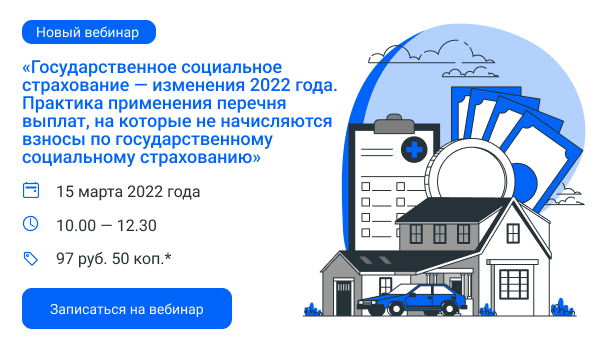 Новый вебинар
«Государственное социальное
страхование — изменения 2022 года.
Практика применения перечня
выплат, на которые не начисляются
взносы по государственному
социальному страхованию»
15 марта 2022 года
10.00 — 12.30
97 руб. 50 коп.*
Записаться на вебинар